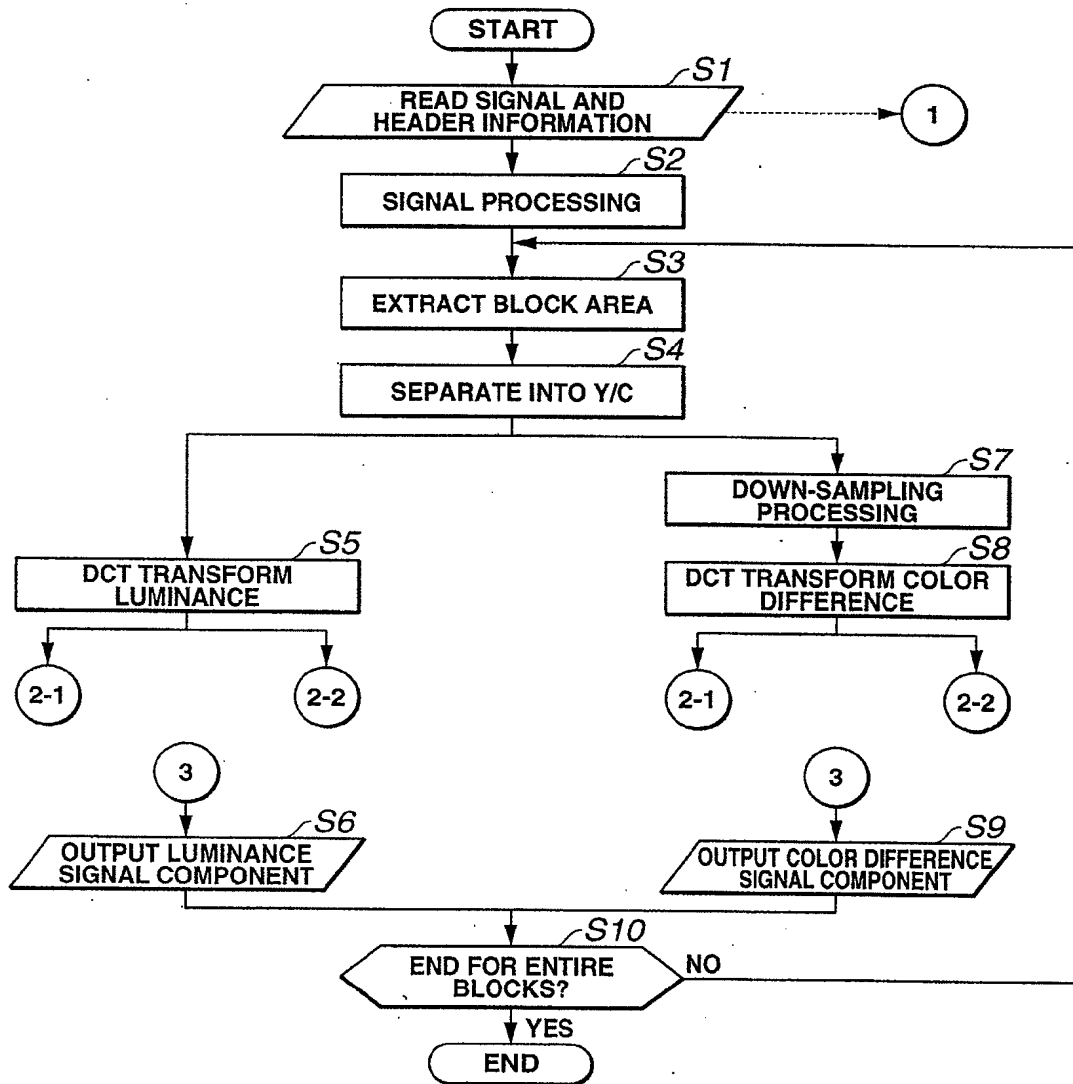 START
S1
READ SIGNAL AND
HEADER INFORMATION
1
S2
SIGNAL PROCESSING
S3
EXTRACT BLOCK AREA
S4
SEPARATE INTO Y/C
S7
DOWN-SAMPLING
PROCESSING
S5
DCT TRANSFORM
LUMINANCE
S8
DCT TRANSFORM COLOR
DIFFERENCE
2-1
2-2
2-1
2-2
3
3
S6
OUTPUT LUMINANCE
SIGNAL COMPONENT
S9
OUTPUT COLOR DIFFERENCE
SIGNAL COMPONENT
S10
END FOR ENTIRE
BLOCKS?
NO
YES
END